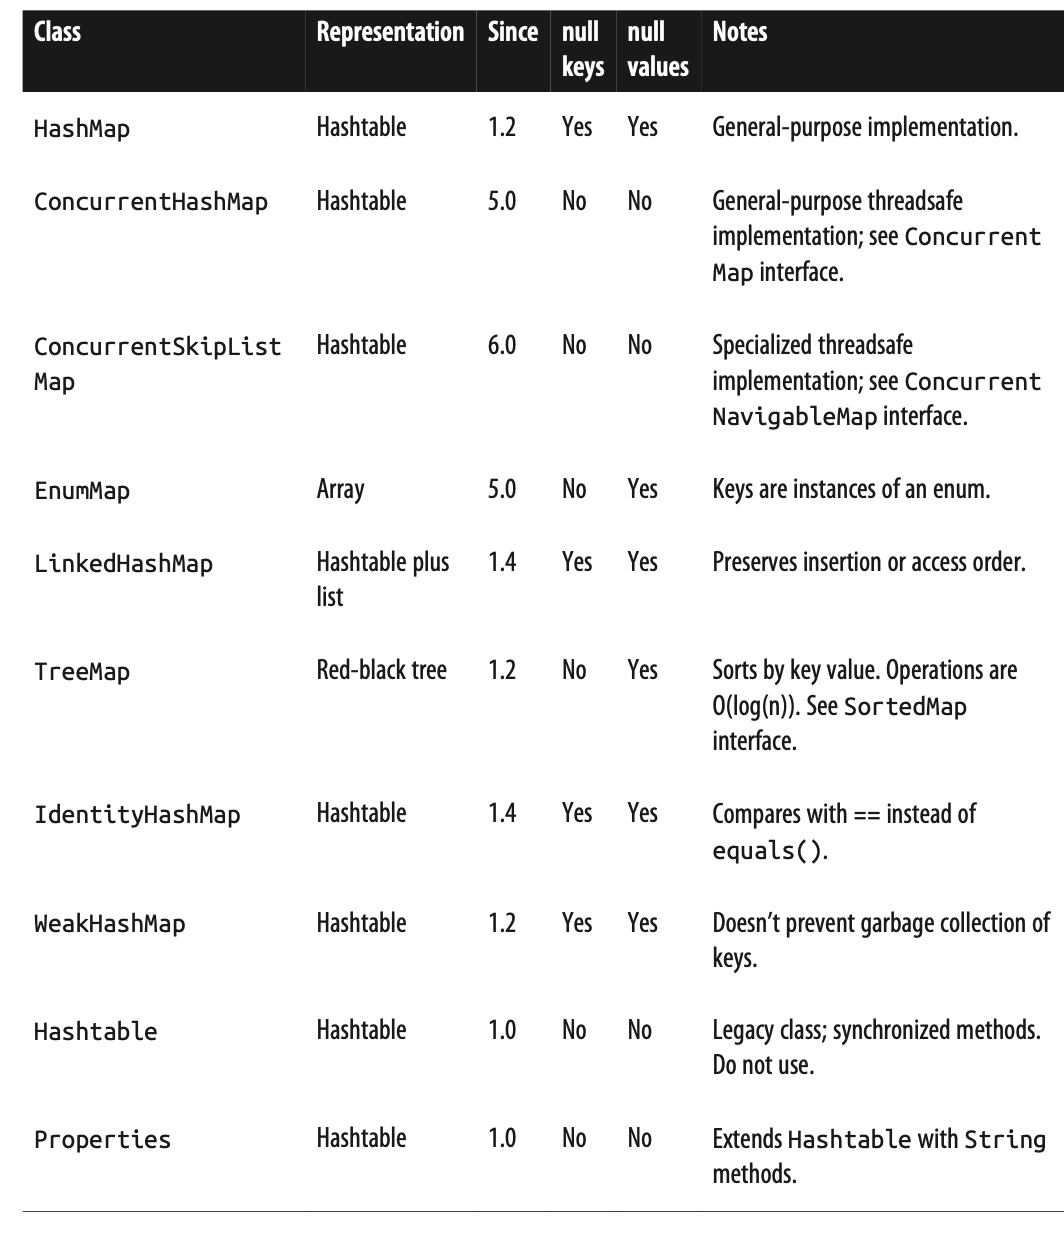 Class Representation Since null keys null values Notes
HashMap Hashtable 1.2 Yes Yes General-purpose implementation.
ConcurrentHashMap Hashtable 5.0 No No General-purpose threadsafe
implementation; see Concurrent
Map interface.
ConcurrentSkipList Hashtable 6.0 No No Specialized threadsafe
Map implementation; see Concurrent
NavigableMap interface.
EnumMap Array 5.0 No Yes Keys are instances of an enum.
LinkedHashMap Hashtable plus 1.4 Yes Yes Preserves insertion or access order.
list
TreeMap Red-black tree 1.2 No Yes Sorts by key value. Operations are
O(log(n)). See SortedMap
interface.
IdentityHashMap Hashtable 1.4 Yes Yes Compares with == instead of
equals().
WeakHashMap Hashtable 1.2 Yes Yes Doesn’t prevent garbage collection of
keys.
Hashtable Hashtable 1.0 No No Legacy class; synchronized methods.
Do not use.
Properties Hashtable 1.0 No No Extends Hashtable with String
methods.